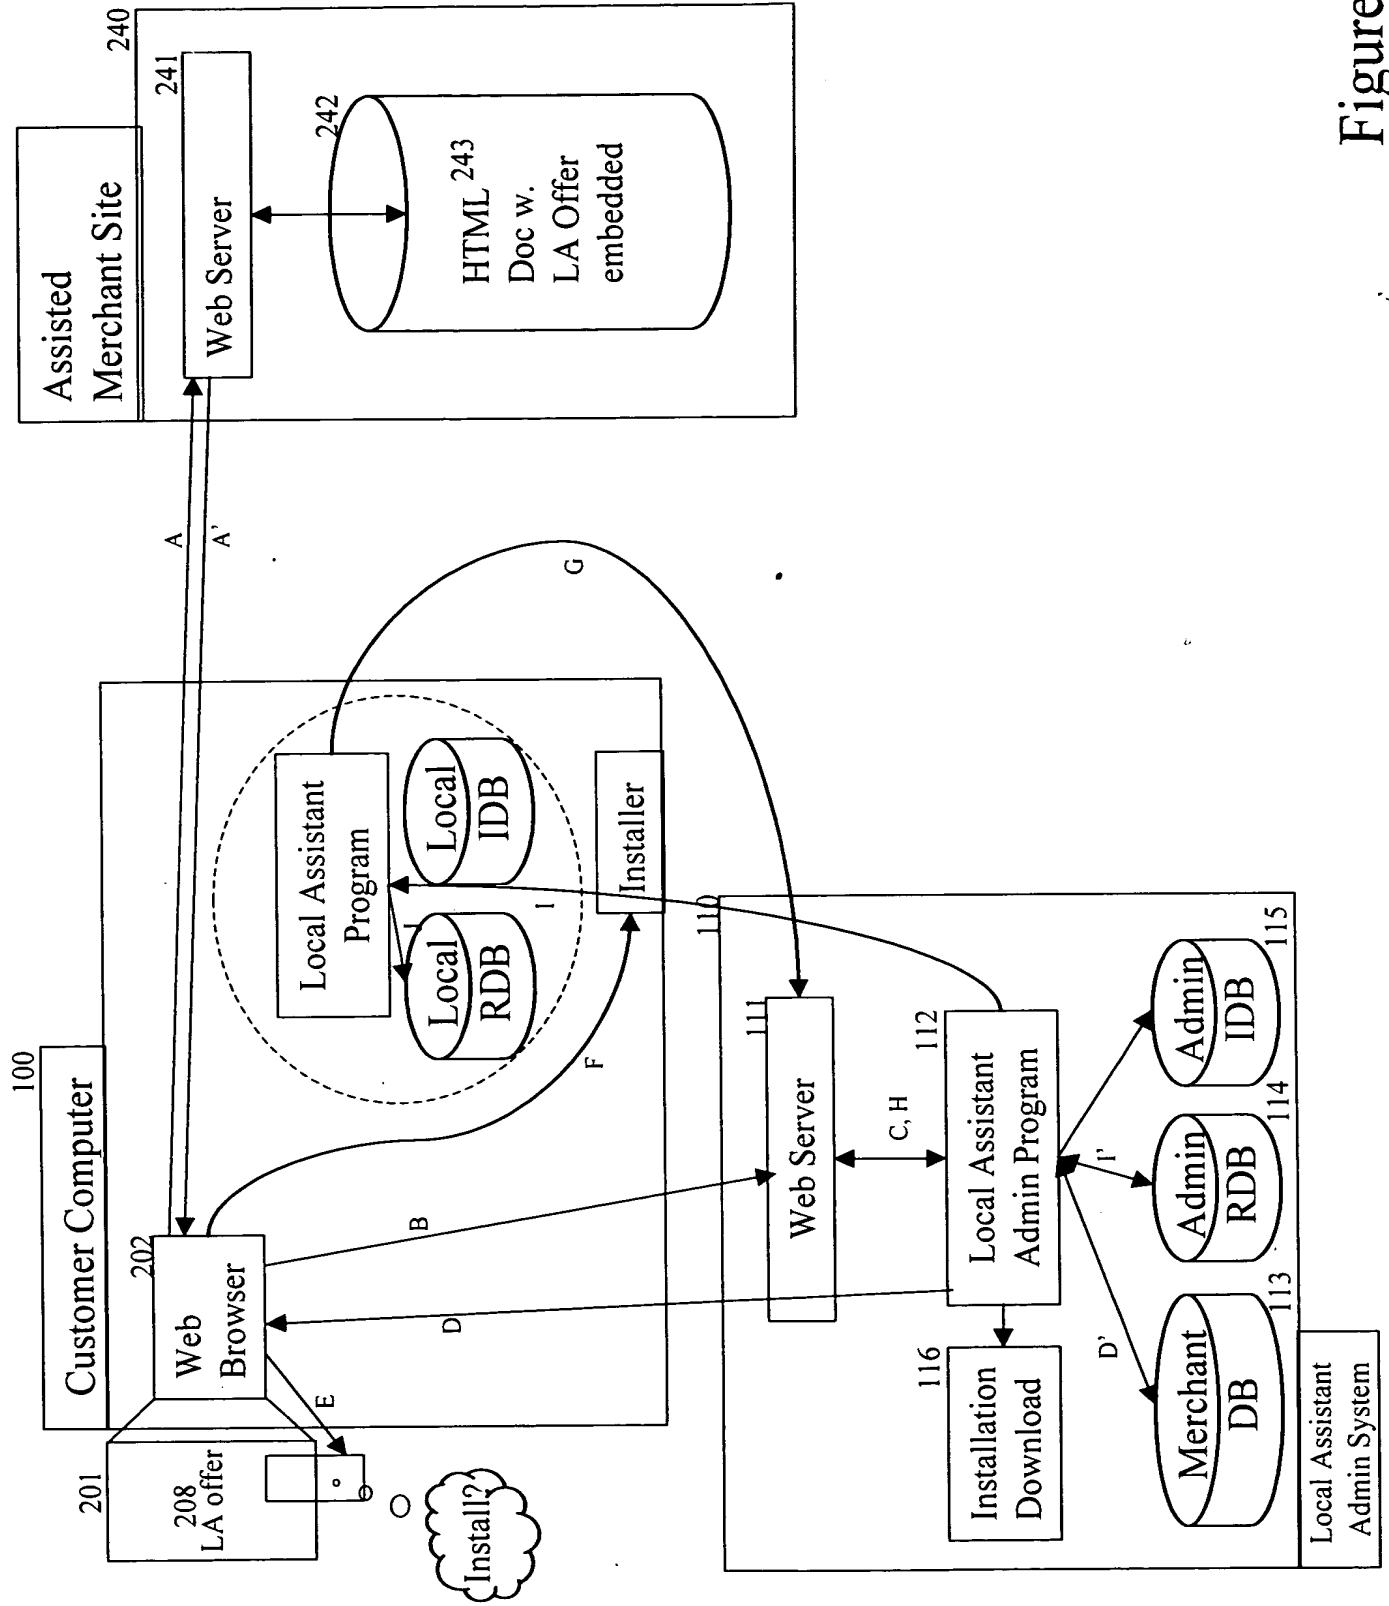 240
Assisted
Merchant Site
241
Web Server
242
HTML 243
Doc w.
LA Offer
embedded
A
A'
G
100
Customer Computer
202
Web
Browser
201
208
LA offer
Install?
E
Local Assistant
Program
Local
RDB
Local
IDB
J
I
Installer
F
B
D
110
111
Web Server
C, H
112
Local Assistant
Admin Program
116
Installation
Download
D'
I'
Merchant
DB
113
Admin
RDB
114
Admin
IDB
115
Local Assistant
Admin System
Figure